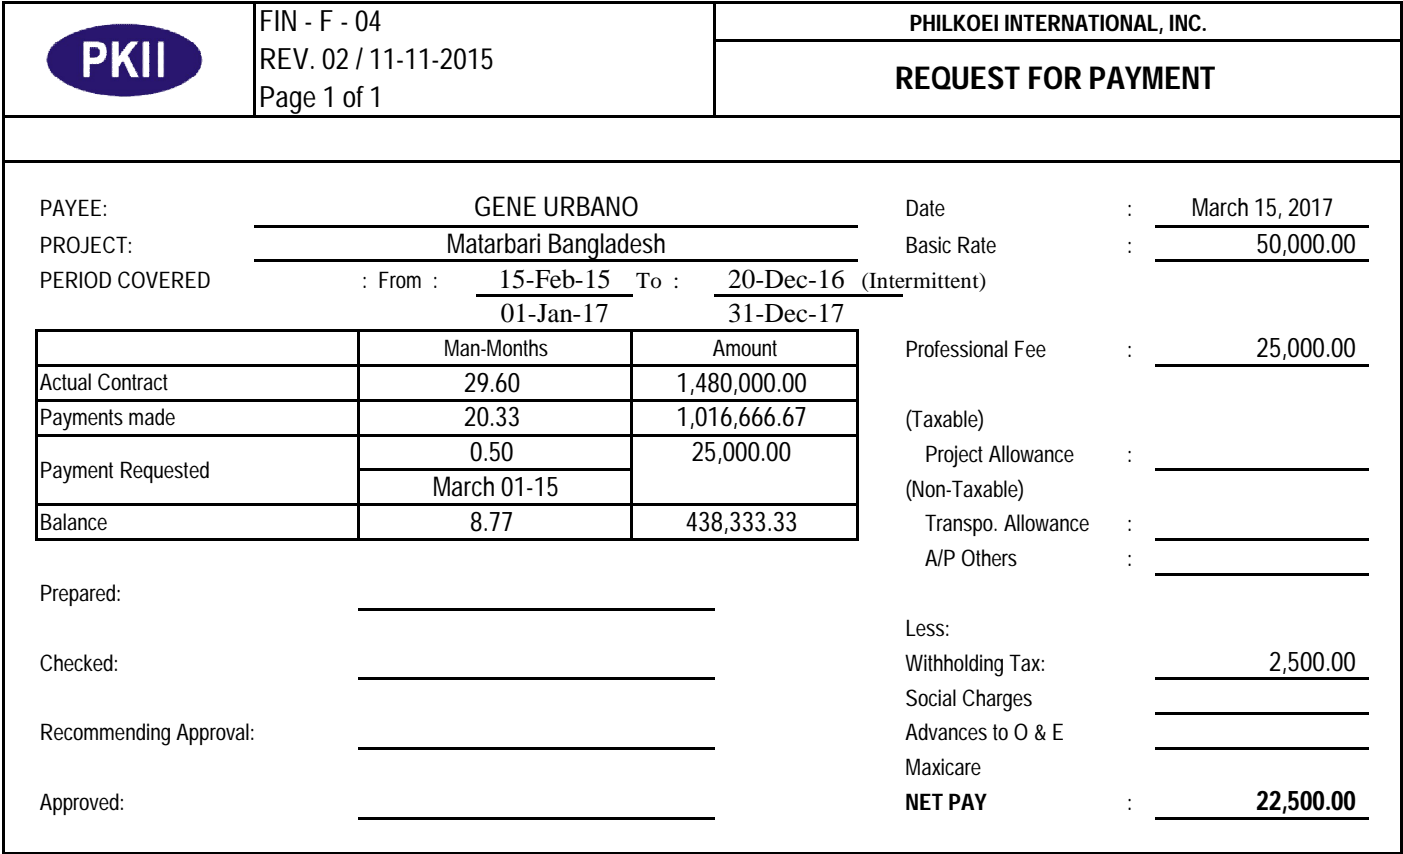 PKII
FIN - F - 04
REV. 02 / 11-11-2015
Page 1 of 1
PHILKOEI INTERNATIONAL, INC.
REQUEST FOR PAYMENT
PAYEE: GENE URBANO Date : March 15, 2017
PROJECT: Matarbari Bangladesh Basic Rate : 50,000.00
PERIOD COVERED : From : 15-Feb-15 To : 20-Dec-16 (Intermittent)
01-Jan-17 31-Dec-17
Man-Months Amount Professional Fee : 25,000.00
Actual Contract 29.60 1,480,000.00
Payments made 20.33 1,016,666.67 (Taxable)
Payment Requested 0.50 25,000.00 Project Allowance :
March 01-15 (Non-Taxable)
Balance 8.77 438,333.33 Transpo. Allowance :
A/P Others :
Prepared:
Less:
Checked: Withholding Tax: 2,500.00
Social Charges
Recommending Approval: Advances to O & E
Maxicare
Approved: NET PAY : 22,500.00